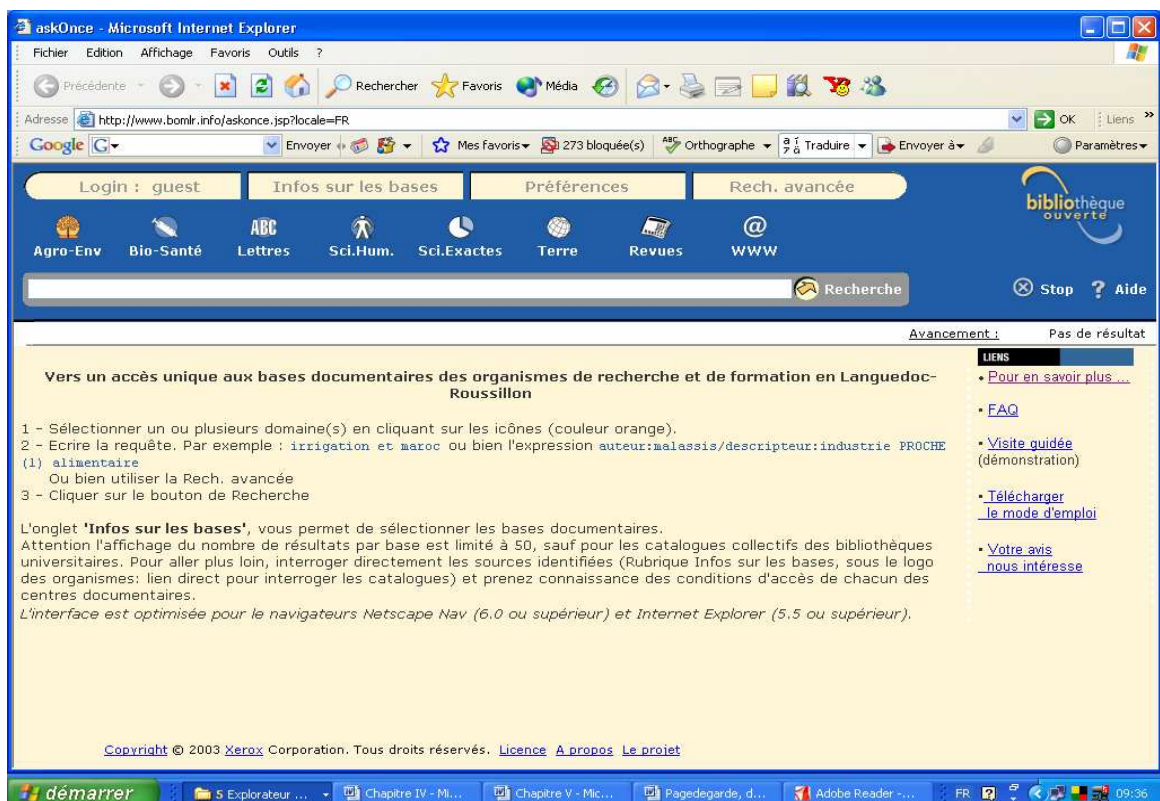 askOnce - Microsoft Internet Explorer
Fichier Edition Affichage Favoris Outils ?
Précédente Rechercher Favoris Média
Adresse http://www.bomlr.info/askonce.jsp?locale=FR OK Liens »
Google G Envoyer Mes favoris 273 bloquée(s) ABC Orthographe Traduire Envoyer à Paramètres
Login : guest Infos sur les bases Préférences Rech. avancée
bibliothèque
ouverte
ABC @
Agro-Env Bio-Santé Lettres Sci.Hum. Sci.Exactes Terre Revues WWW
Recherche Stop ? Aide
Avancement : Pas de résultat
LIENS
Vers un accès unique aux bases documentaires des organismes de recherche et de formation en Languedoc-
Roussillon
1 - Sélectionner un ou plusieurs domaine(s) en cliquant sur les icônes (couleur orange).
2 - Ecrire la requête. Par exemple : irrigation et maroc ou bien l'expression auteur:malassis/descripteur:industrie PROCHE
(1) alimentaire
Ou bien utiliser la Rech. avancée
3 - Cliquer sur le bouton de Recherche
L'onglet 'Infos sur les bases', vous permet de sélectionner les bases documentaires.
Attention l'affichage du nombre de résultats par base est limité à 50, sauf pour les catalogues collectifs des bibliothèques
universitaires. Pour aller plus loin, interroger directement les sources identifiées (Rubrique Infos sur les bases, sous le logo
des organismes: lien direct pour interroger les catalogues) et prenez connaissance des conditions d'accès de chacun des
centres documentaires.
L'interface est optimisée pour le navigateurs Netscape Nav (6.0 ou supérieur) et Internet Explorer (5.5 ou supérieur).
• Pour en savoir plus ...
• FAQ
• Visite guidée
(démonstration)
• Télécharger
le mode d'emploi
• Votre avis
nous intéresse
Copyright © 2003 Xerox Corporation. Tous droits réservés. Licence A propos Le projet
démarrer 5 Explorateur ... Chapitre IV - Mi... Chapitre V - Mic... Pagedegarde, d... Adobe Reader -... FR 09:36